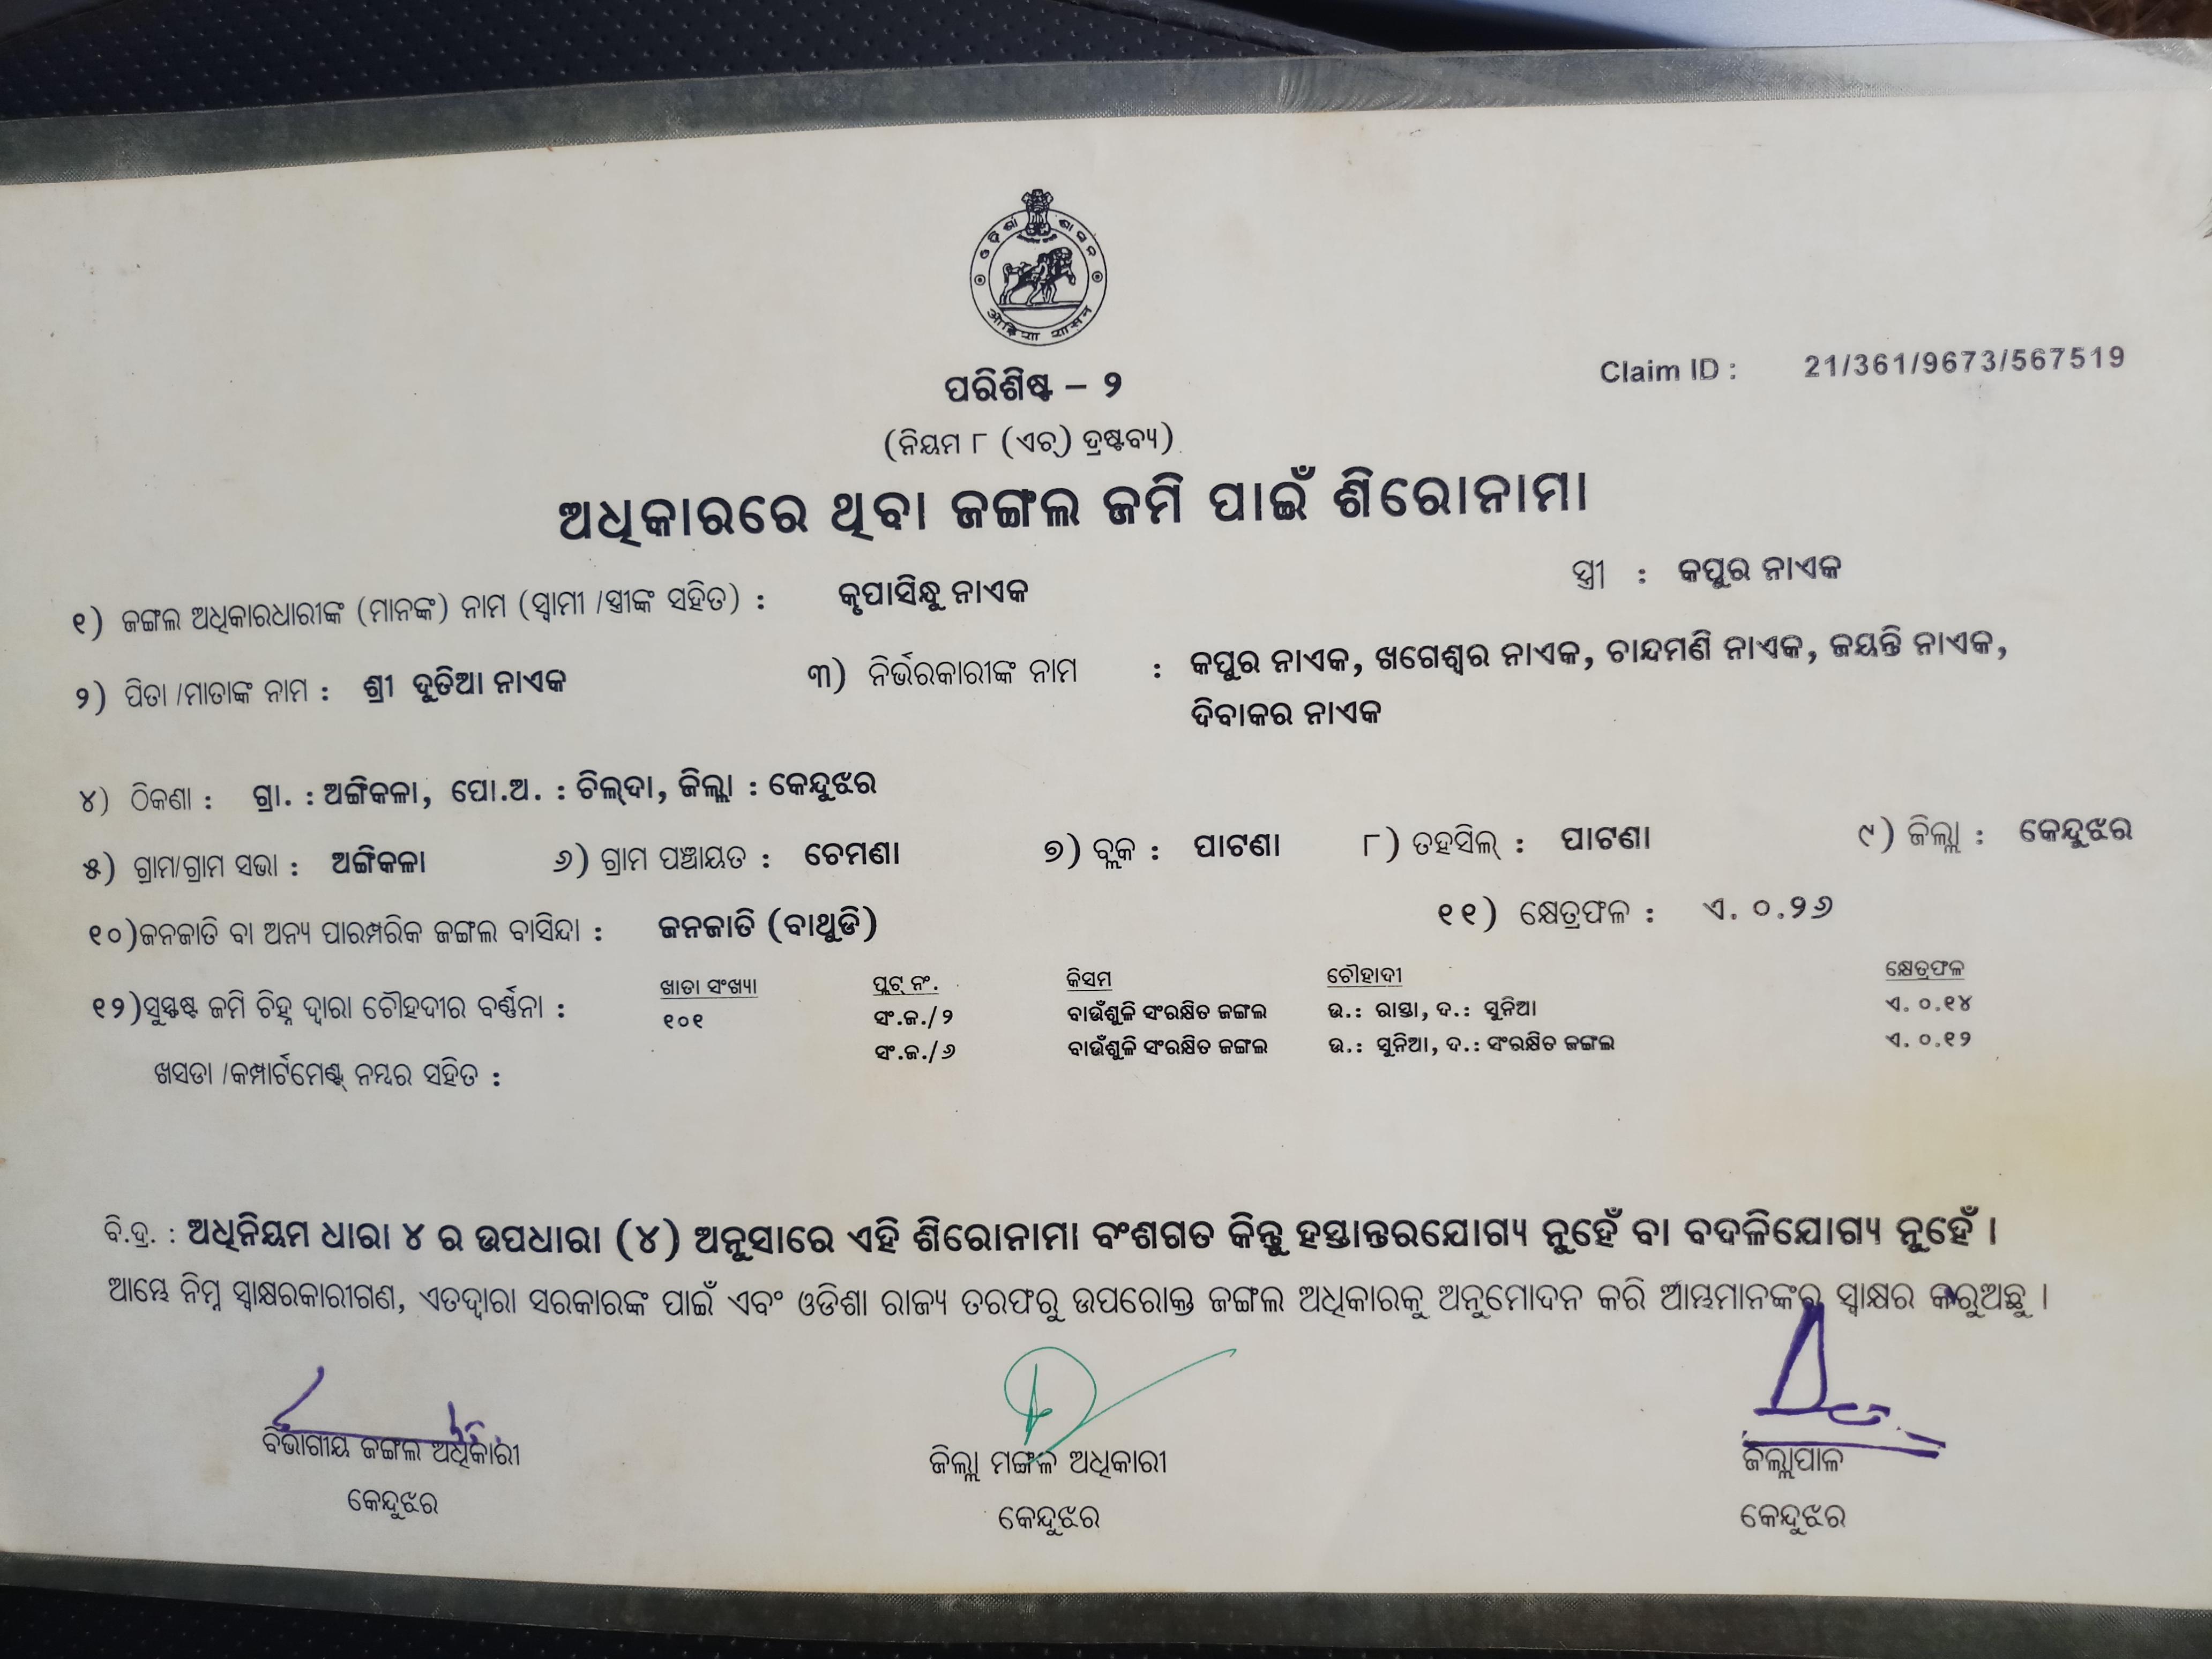 ଓଡ଼ିଶା ଶାସନ
ओड़िशा शासन
Claim ID : 21/361/9673/567519
ପରିଶିଷ୍ଟ – ୨
(ନିୟମ ୮ (ଏଚ୍) ଦ୍ରଷ୍ଟବ୍ୟ)
ଅଧିକାରରେ ଥିବା ଜଙ୍ଗଲ ଜମି ପାଇଁ ଶିରୋନାମା
୧) ଜଙ୍ଗଲ ଅଧିକାରଧାରୀଙ୍କ (ମାନଙ୍କ) ନାମ (ସ୍ୱାମୀ /ସ୍ତ୍ରୀଙ୍କ ସହିତ) : କୃପାସିନ୍ଧୁ ନାଏକ ସ୍ତ୍ରୀ : କପୁର ନାଏକ
୨) ପିତା /ମାତାଙ୍କ ନାମ : ଶ୍ରୀ ଦୁତିଆ ନାଏକ ୩) ନିର୍ଭରକାରୀଙ୍କ ନାମ : କପୁର ନାଏକ, ଖଗେଶ୍ୱର ନାଏକ, ଚାନ୍ଦମଣି ନାଏକ, ଜୟନ୍ତି ନାଏକ,
ଦିବାକର ନାଏକ
୪) ଠିକଣା : ଗ୍ରା. : ଅଙ୍ଗିକଳା, ପୋ.ଅ. : ଚିଲ୍‌ଦା, ଜିଲ୍ଲା : କେନ୍ଦୁଝର
୫) ଗ୍ରାମ/ଗ୍ରାମ ସଭା : ଅଙ୍ଗିକଳା ୬) ଗ୍ରାମ ପଞ୍ଚାୟତ : ଚେମଣା ୭) ବ୍ଲକ : ପାଟଣା ୮) ତହସିଲ୍ : ପାଟଣା ୯) ଜିଲ୍ଲା : କେନ୍ଦୁଝର
୧୦)ଜନଜାତି ବା ଅନ୍ୟ ପାରମ୍ପରିକ ଜଙ୍ଗଲ ବାସିନ୍ଦା : ଜନଜାତି (ବାଥୁଡି) ୧୧) କ୍ଷେତ୍ରଫଳ : ଏ. ୦.୨୬
୧୨)ସୁସ୍ପଷ୍ଟ ଜମି ଚିହ୍ନ ଦ୍ୱାରା ଚୌହଦୀର ବର୍ଣ୍ଣନା : ଖାତା ସଂଖ୍ୟା ପ୍ଲଟ୍ ନଂ. କିସମ ଚୌହାଦୀ କ୍ଷେତ୍ରଫଳ
୧୦୧ ସଂ.ଜ./୨ ବାଉଁଶୁଳି ସଂରକ୍ଷିତ ଜଙ୍ଗଲ ଉ.: ରାସ୍ତା, ଦ.: ସୁନିଆ ଏ. ୦.୧୪
ସଂ.ଜ./୬ ବାଉଁଶୁଳି ସଂରକ୍ଷିତ ଜଙ୍ଗଲ ଉ.: ସୁନିଆ, ଦ.: ସଂରକ୍ଷିତ ଜଙ୍ଗଲ ଏ. ୦.୧୨
ଖସଡା /କମ୍ପାର୍ଟମେଣ୍ଟ୍ ନମ୍ବର ସହିତ :
ବି.ଦ୍ର. : ଅଧିନିୟମ ଧାରା ୪ ର ଉପଧାରା (୪) ଅନୁସାରେ ଏହି ଶିରୋନାମା ବଂଶଗତ କିନ୍ତୁ ହସ୍ତାନ୍ତରଯୋଗ୍ୟ ନୁହେଁ ବା ବଦଳିଯୋଗ୍ୟ ନୁହେଁ ।
ଆମ୍ଭେ ନିମ୍ନ ସ୍ୱାକ୍ଷରକାରୀଗଣ, ଏତଦ୍ୱାରା ସରକାରଙ୍କ ପାଇଁ ଏବଂ ଓଡିଶା ରାଜ୍ୟ ତରଫରୁ ଉପରୋକ୍ତ ଜଙ୍ଗଲ ଅଧିକାରକୁ ଅନୁମୋଦନ କରି ଆମ୍ଭମାନଙ୍କର ସ୍ୱାକ୍ଷର କରୁଅଛୁ ।
ବିଭାଗୀୟ ଜଙ୍ଗଲ ଅଧିକାରୀ ଜିଲ୍ଲା ମଙ୍ଗଳ ଅଧିକାରୀ ଜିଲ୍ଲାପାଳ
କେନ୍ଦୁଝର କେନ୍ଦୁଝର କେନ୍ଦୁଝର